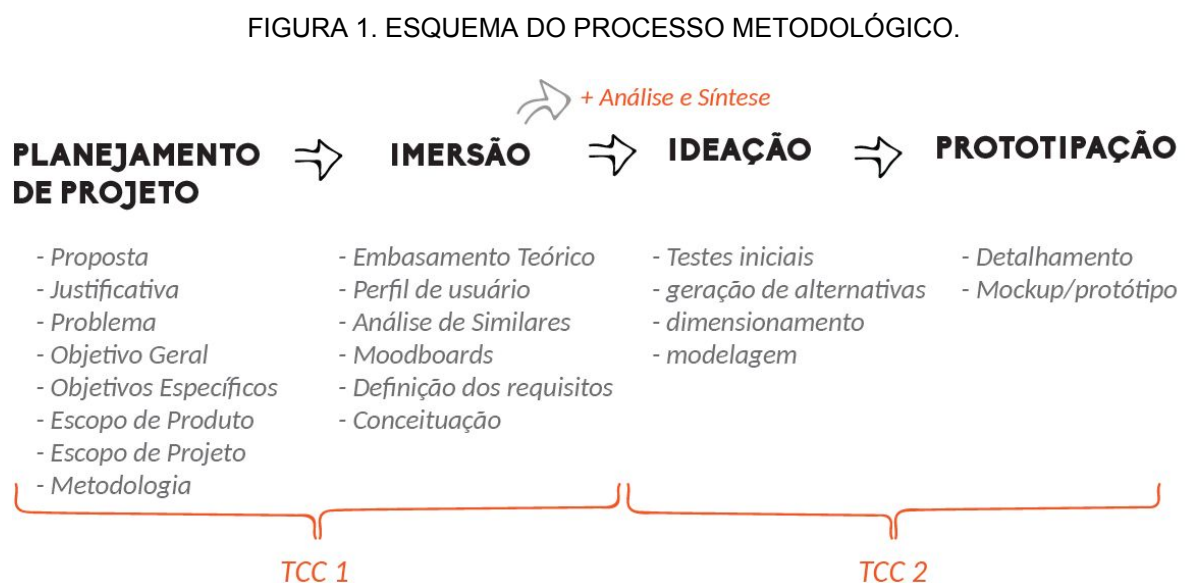 FIGURA 1. ESQUEMA DO PROCESSO METODOLÓGICO.
+ Análise e Síntese
PLANEJAMENTO
DE PROJETO
- Proposta
- Justificativa
- Problema
- Objetivo Geral
- Objetivos Específicos
- Escopo de Produto
- Escopo de Projeto
- Metodologia
IMERSÃO
- Embasamento Teórico
- Perfil de usuário
- Análise de Similares
- Moodboards
- Definição dos requisitos
- Conceituação
IDEAÇÃO
- Testes iniciais
- geração de alternativas
- dimensionamento
- modelagem
PROTOTIPAÇÃO
- Detalhamento
- Mockup/protótipo
TCC 1
TCC 2